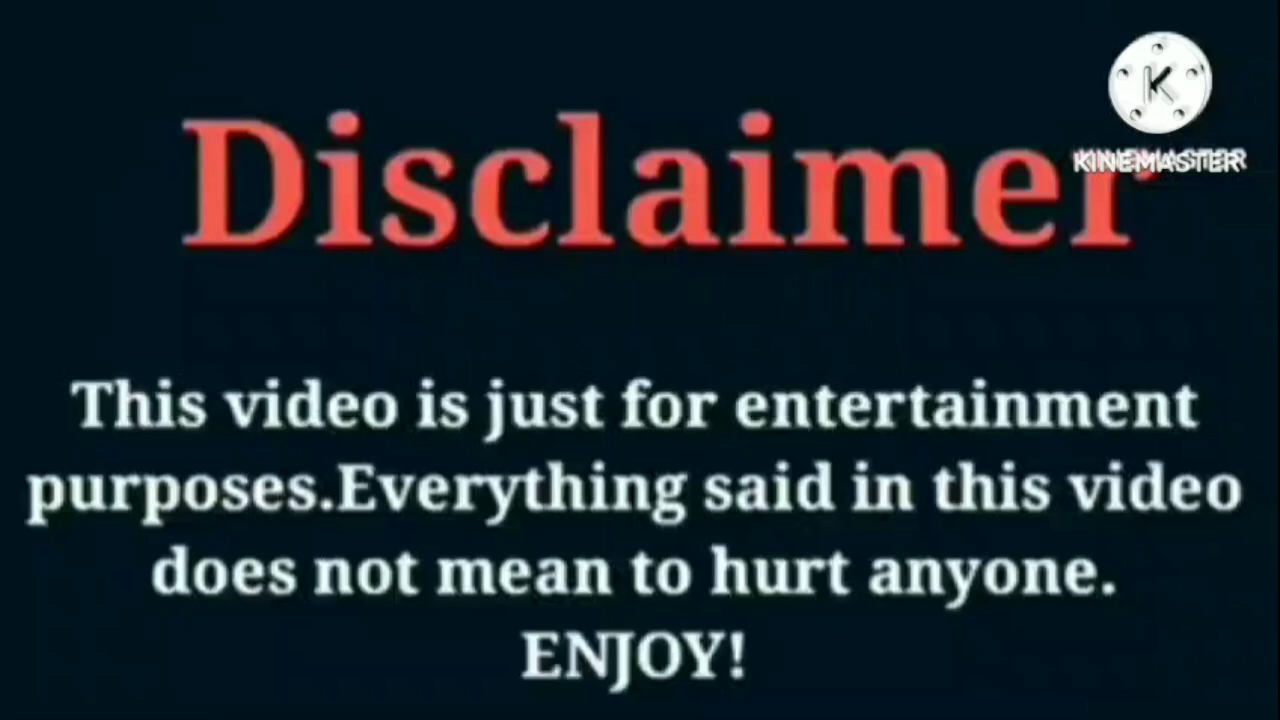 K
KINEMASTER
Disclaimer
This video is just for entertainment
purposes.Everything said in this video
does not mean to hurt anyone.
ENJOY!